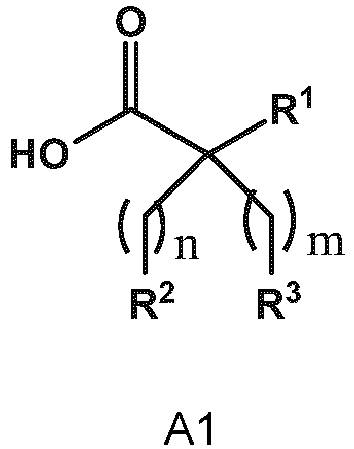 O
R¹
HO
( )n ( )m
R² R³
A1